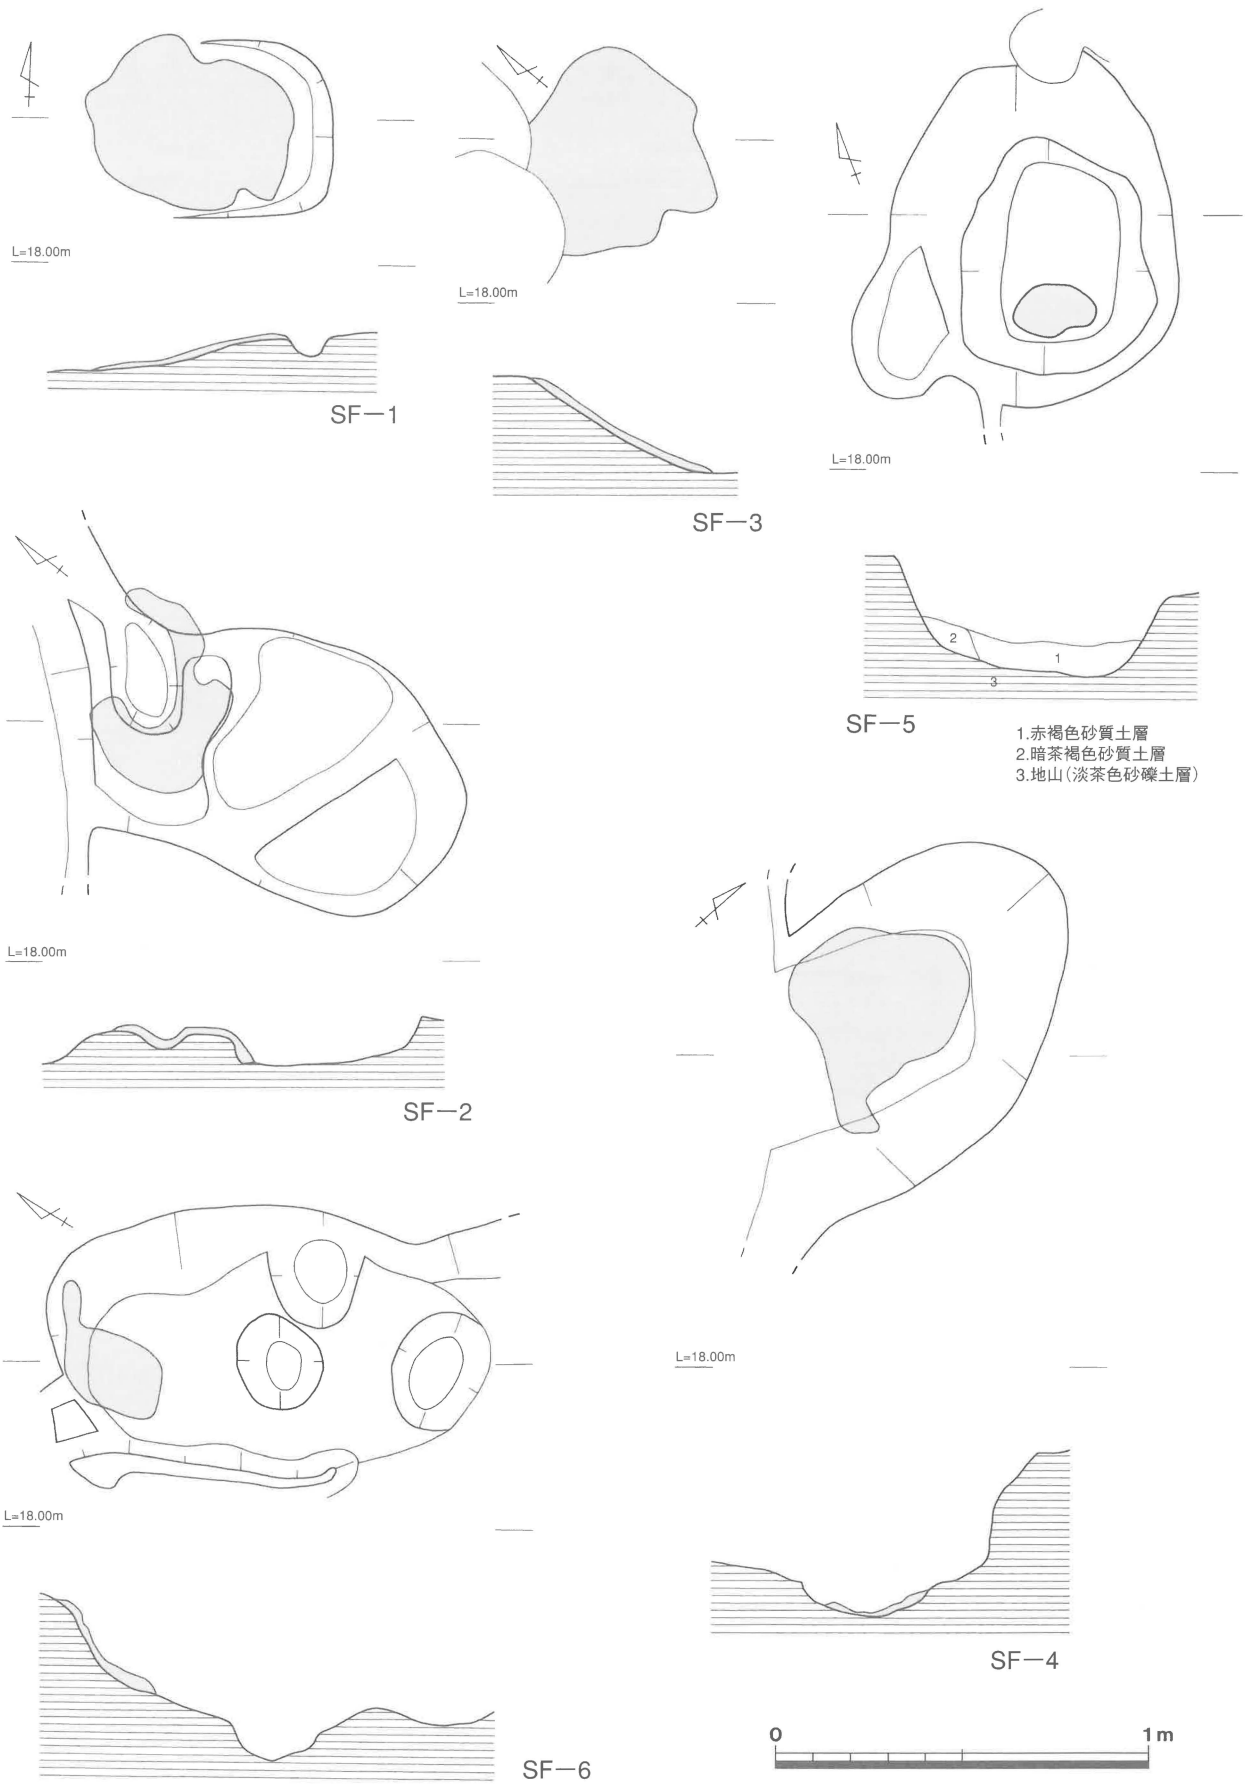 L=18.00m
SF-1
L=18.00m
SF-3
L=18.00m
2
1
3
SF-5
1.赤褐色砂質土層
2.暗茶褐色砂質土層
3.地山(淡茶色砂礫土層)
L=18.00m
SF-2
L=18.00m
SF-4
L=18.00m
SF-6
0 1m